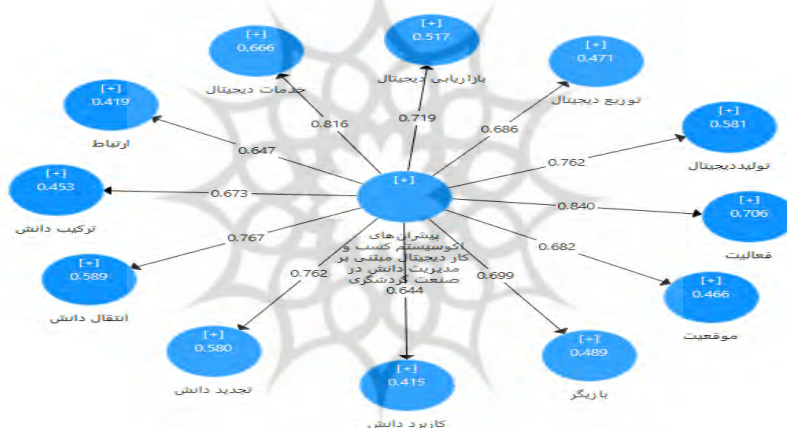 [+]
0.517
بازاریابی دیجیتال
[+]
0.666
خدمات دیجیتال
[+]
0.471
توزیع دیجیتال
[+]
0.419
ارتباط
[+]
0.581
تولیددیجیتال
[+]
0.453
ترکیب دانش
[+]
0.706
فعالیت
[+]
0.589
انتقال دانش
[+]
0.466
موقعیت
[+]
0.580
تجدید دانش
[+]
0.489
بازیگر
[+]
0.415
کاربرد دانش
[+]
پیشران‌های
اکوسیستم کسب و
کار دیجیتال مبتنی بر
مدیریت دانش در
صنعت گردشگری
0.816
0.719
0.686
0.647
0.762
0.673
0.840
0.767
0.682
0.762
0.699
0.644